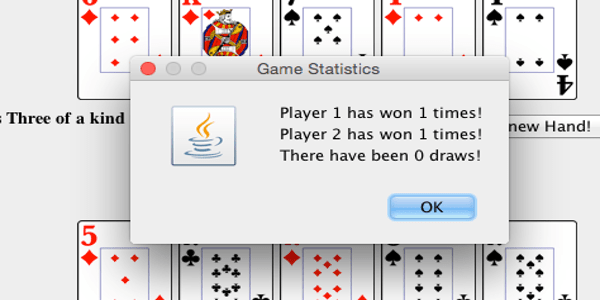 Game Statistics
s Three of a kind
Player 1 has won 1 times!
Player 2 has won 1 times!
There have been 0 draws!
new Hand!
OK
4
5